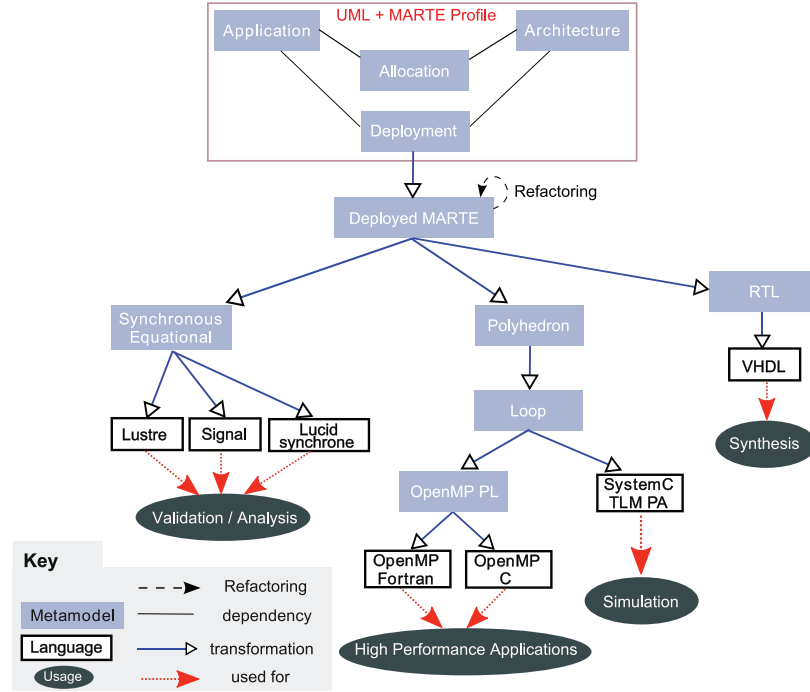 UML + MARTE Profile
Application
Architecture
Allocation
Deployment
Refactoring
Deployed MARTE
RTL
Synchronous
Equational
Polyhedron
VHDL
Loop
Lustre
Signal
Lucid
synchrone
Synthesis
OpenMP PL
SystemC
TLM PA
Validation / Analysis
OpenMP
Fortran
OpenMP
C
Simulation
High Performance Applications
Key
Refactoring
Metamodel
dependency
Language
transformation
Usage
used for